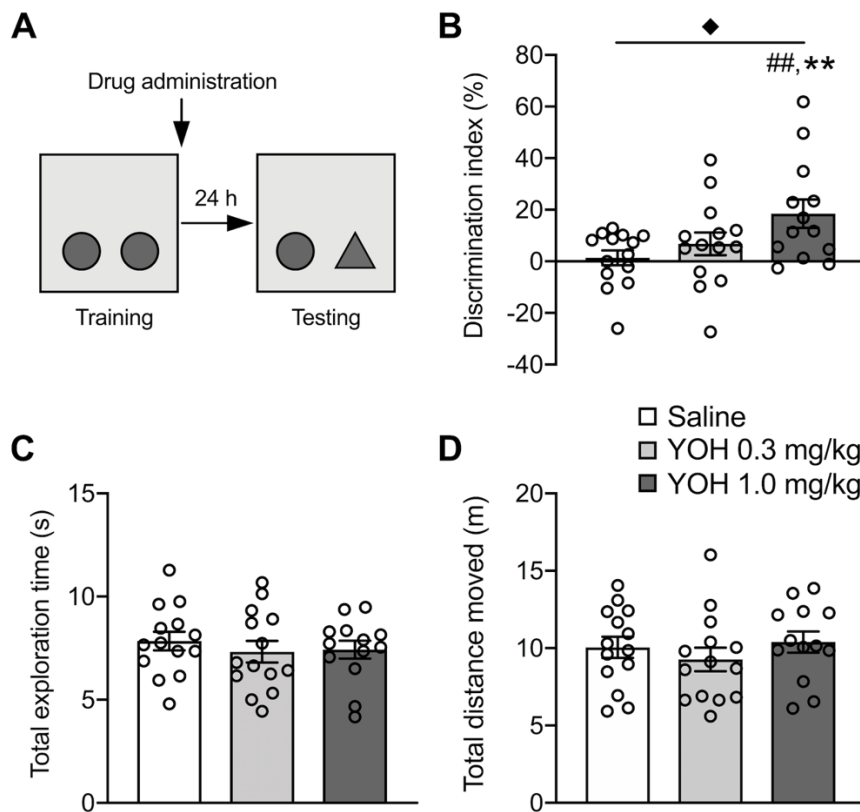 A
Drug administration
24 h
Training
Testing
B
Discrimination index (%)
80
60
40
20
0
-20
-40
◆
##,**
Saline
YOH 0.3 mg/kg
YOH 1.0 mg/kg
C
Total exploration time (s)
15
10
5
0
D
Total distance moved (m)
20
15
10
5
0